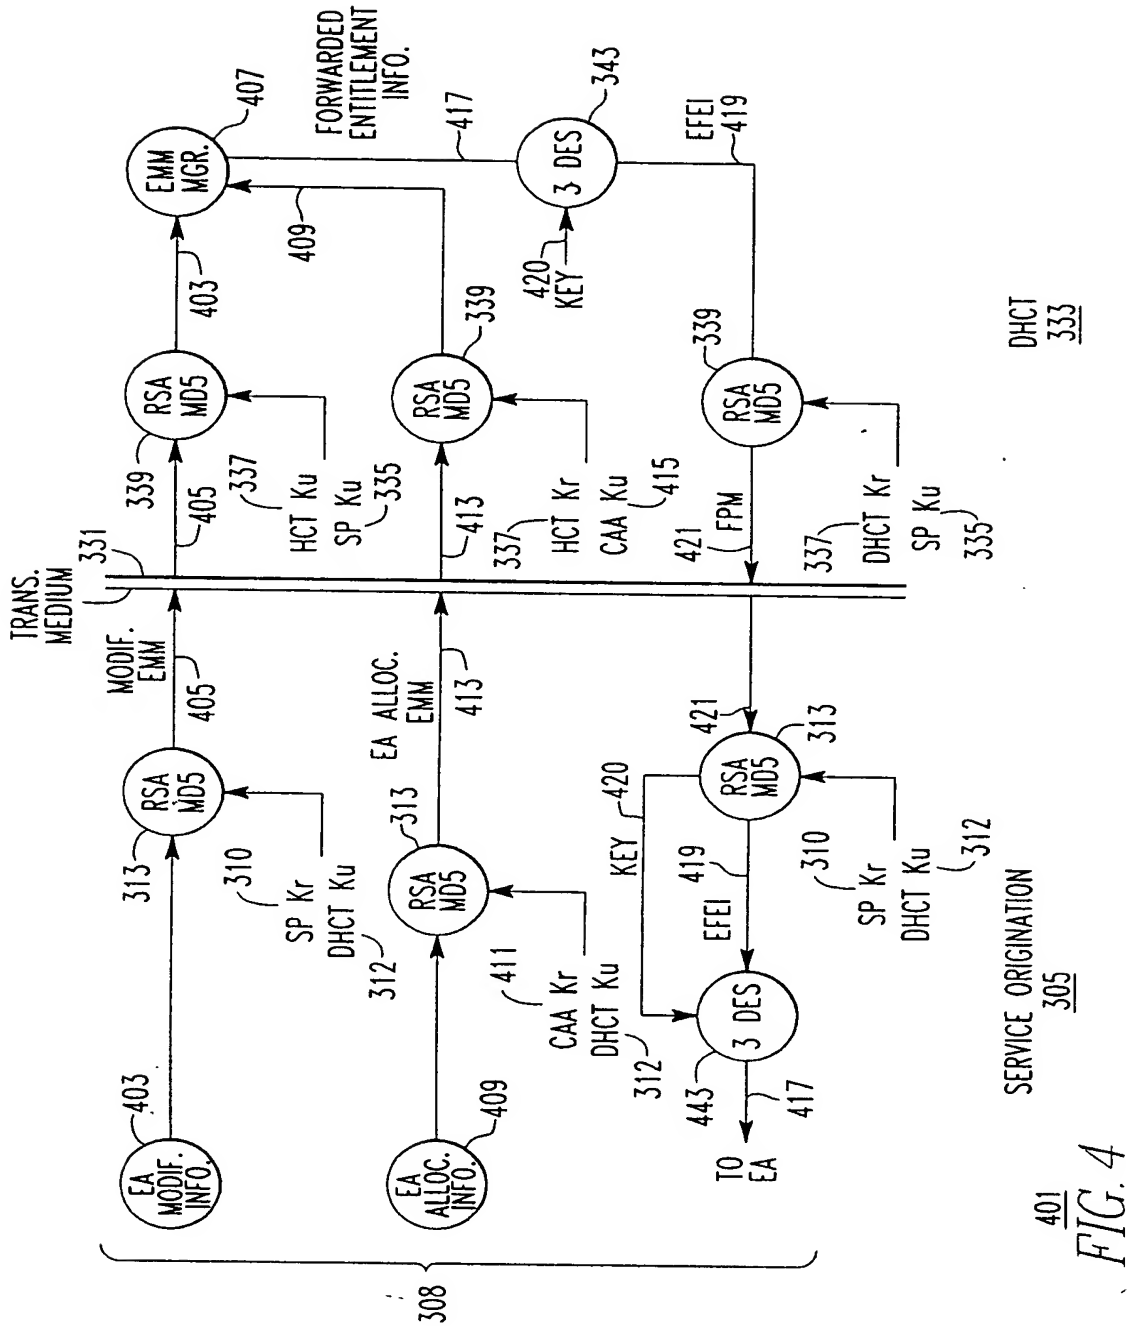 TRANS.
MEDIUM
331
MODIF.
EMM
405
EA
MODIF.
INFO.
403
RSA
MD5
313
310
SP Kr
DHCT Ku
312
405
339
RSA
MD5
337
HCT Ku
SP Ku
335
403
EMM
MGR.
407
409
FORWARDED
ENTITLEMENT
INFO.
417
EA
ALLOC.
INFO.
409
RSA
MD5
313
411
CAA Kr
DHCT Ku
312
EA ALLOC.
EMM
413
413
RSA
MD5
339
337
HCT Kr
CAA Ku
415
420
KEY
3 DES
343
EFEI
419
TO
EA
417
3 DES
443
KEY
420
EFEI
419
RSA
MD5
313
310
SP Kr
DHCT Ku
312
421
421
FPM
RSA
MD5
339
337
DHCT Kr
SP Ku
335
308
SERVICE ORIGINATION
305
DHCT
333
401
FIG. 4